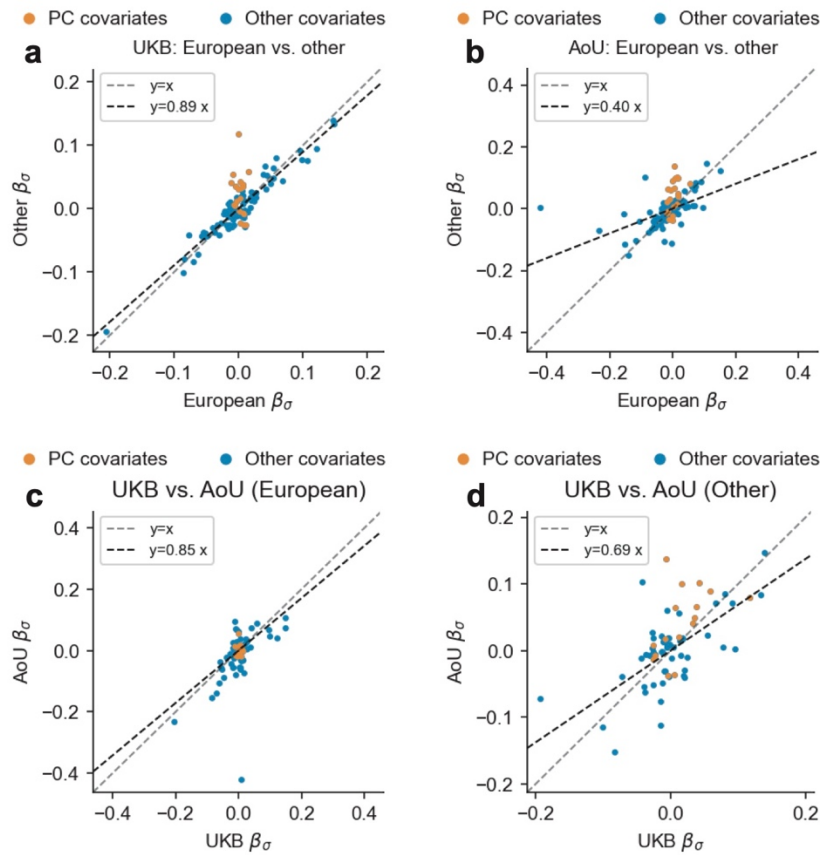 PC covariates Other covariates PC covariates Other covariates
a UKB: European vs. other b AoU: European vs. other
y=x
y=0.89 x
y=x
y=0.40 x
0.2
0.1
0.0
−0.1
−0.2
Other βσ
−0.2 −0.1 0.0 0.1 0.2
European βσ
0.4
0.2
0.0
−0.2
−0.4
Other βσ
−0.4 −0.2 0.0 0.2 0.4
European βσ
PC covariates Other covariates PC covariates Other covariates
c UKB vs. AoU (European) d UKB vs. AoU (Other)
y=x
y=0.85 x
y=x
y=0.69 x
0.4
0.2
0.0
−0.2
−0.4
AoU βσ
−0.4 −0.2 0.0 0.2 0.4
UKB βσ
0.2
0.1
0.0
−0.1
−0.2
AoU βσ
−0.2 0.0 0.2
UKB βσ